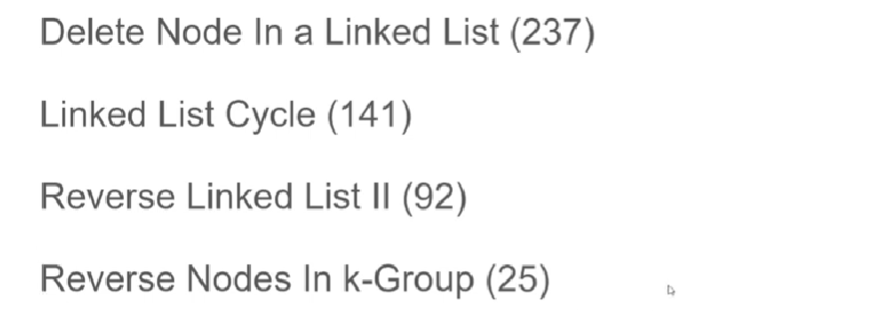 Delete Node In a Linked List (237)
Linked List Cycle (141)
Reverse Linked List II (92)
Reverse Nodes In k-Group (25)